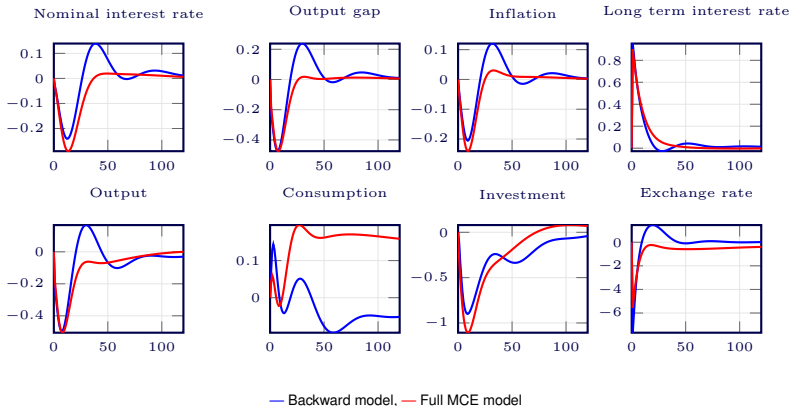 Nominal interest rate
Output gap
Inflation
Long term interest rate
0.1
0
−0.2
0 50 100
0.2
0
−0.2
−0.4
0 50 100
0.1
0
−0.1
−0.2
0 50 100
0.8
0.6
0.4
0.2
0
0 50 100
Output
Consumption
Investment
Exchange rate
0
−0.2
−0.4
0 50 100
0.1
0
0 50 100
0
−0.5
−1
0 50 100
0
−2
−4
−6
0 50 100
Backward model, Full MCE model